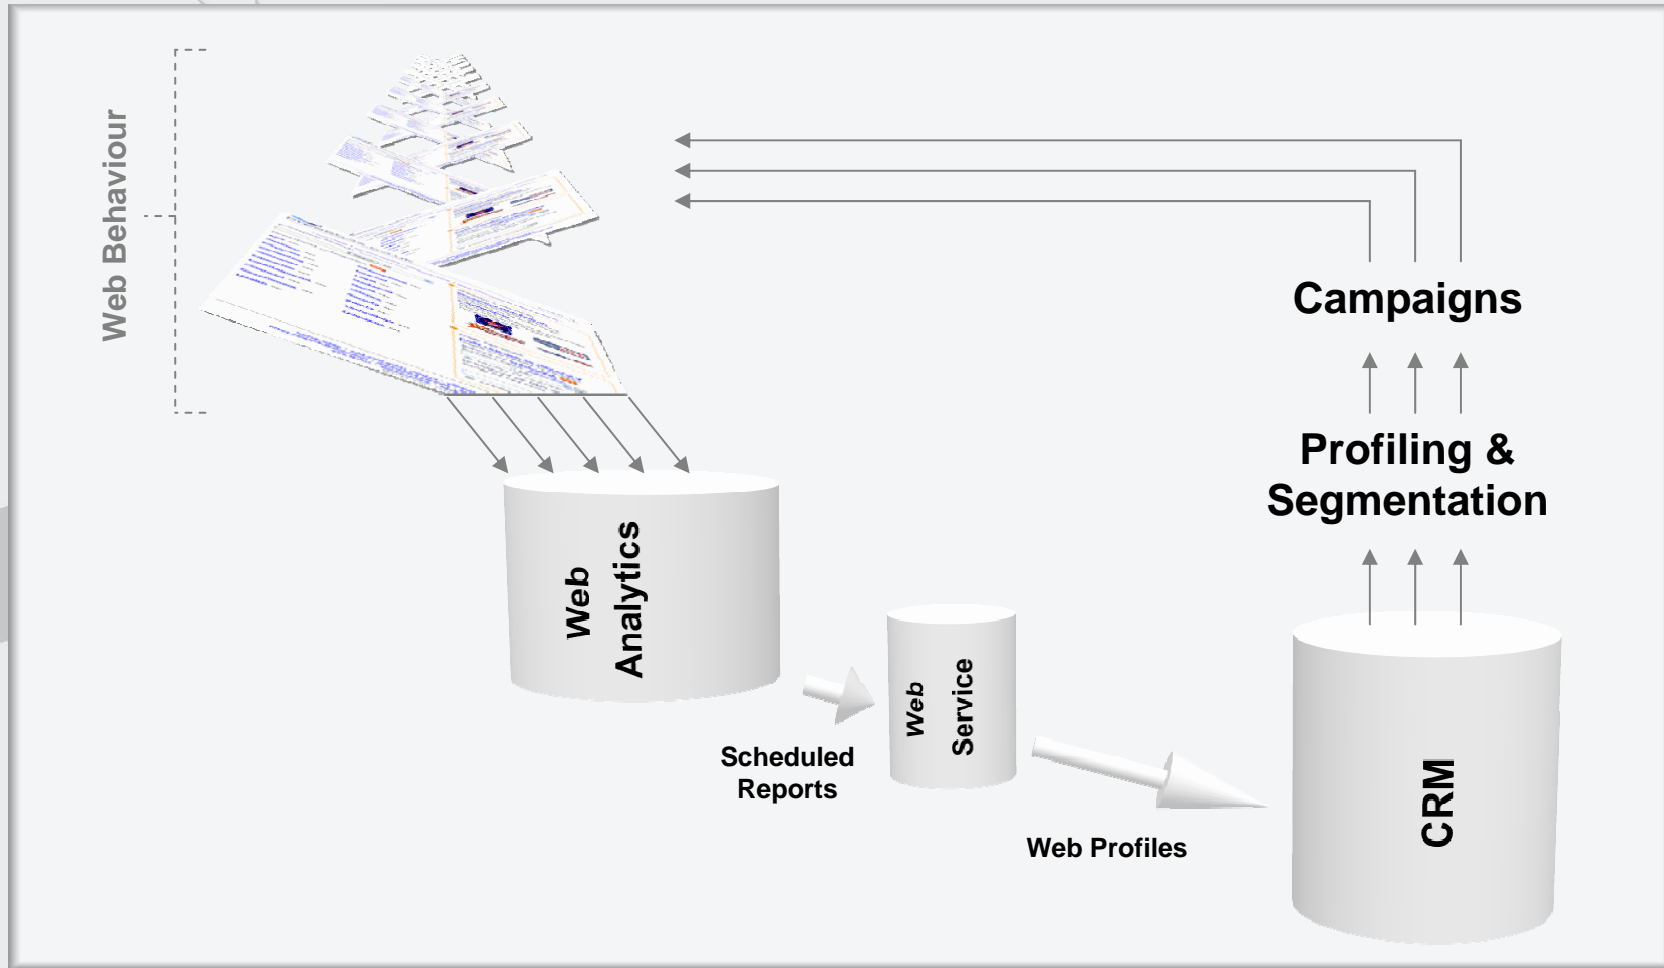 Web Behaviour
Campaigns
Profiling &
Segmentation
Web
Analytics
Scheduled
Reports
Web
Service
Web Profiles
CRM